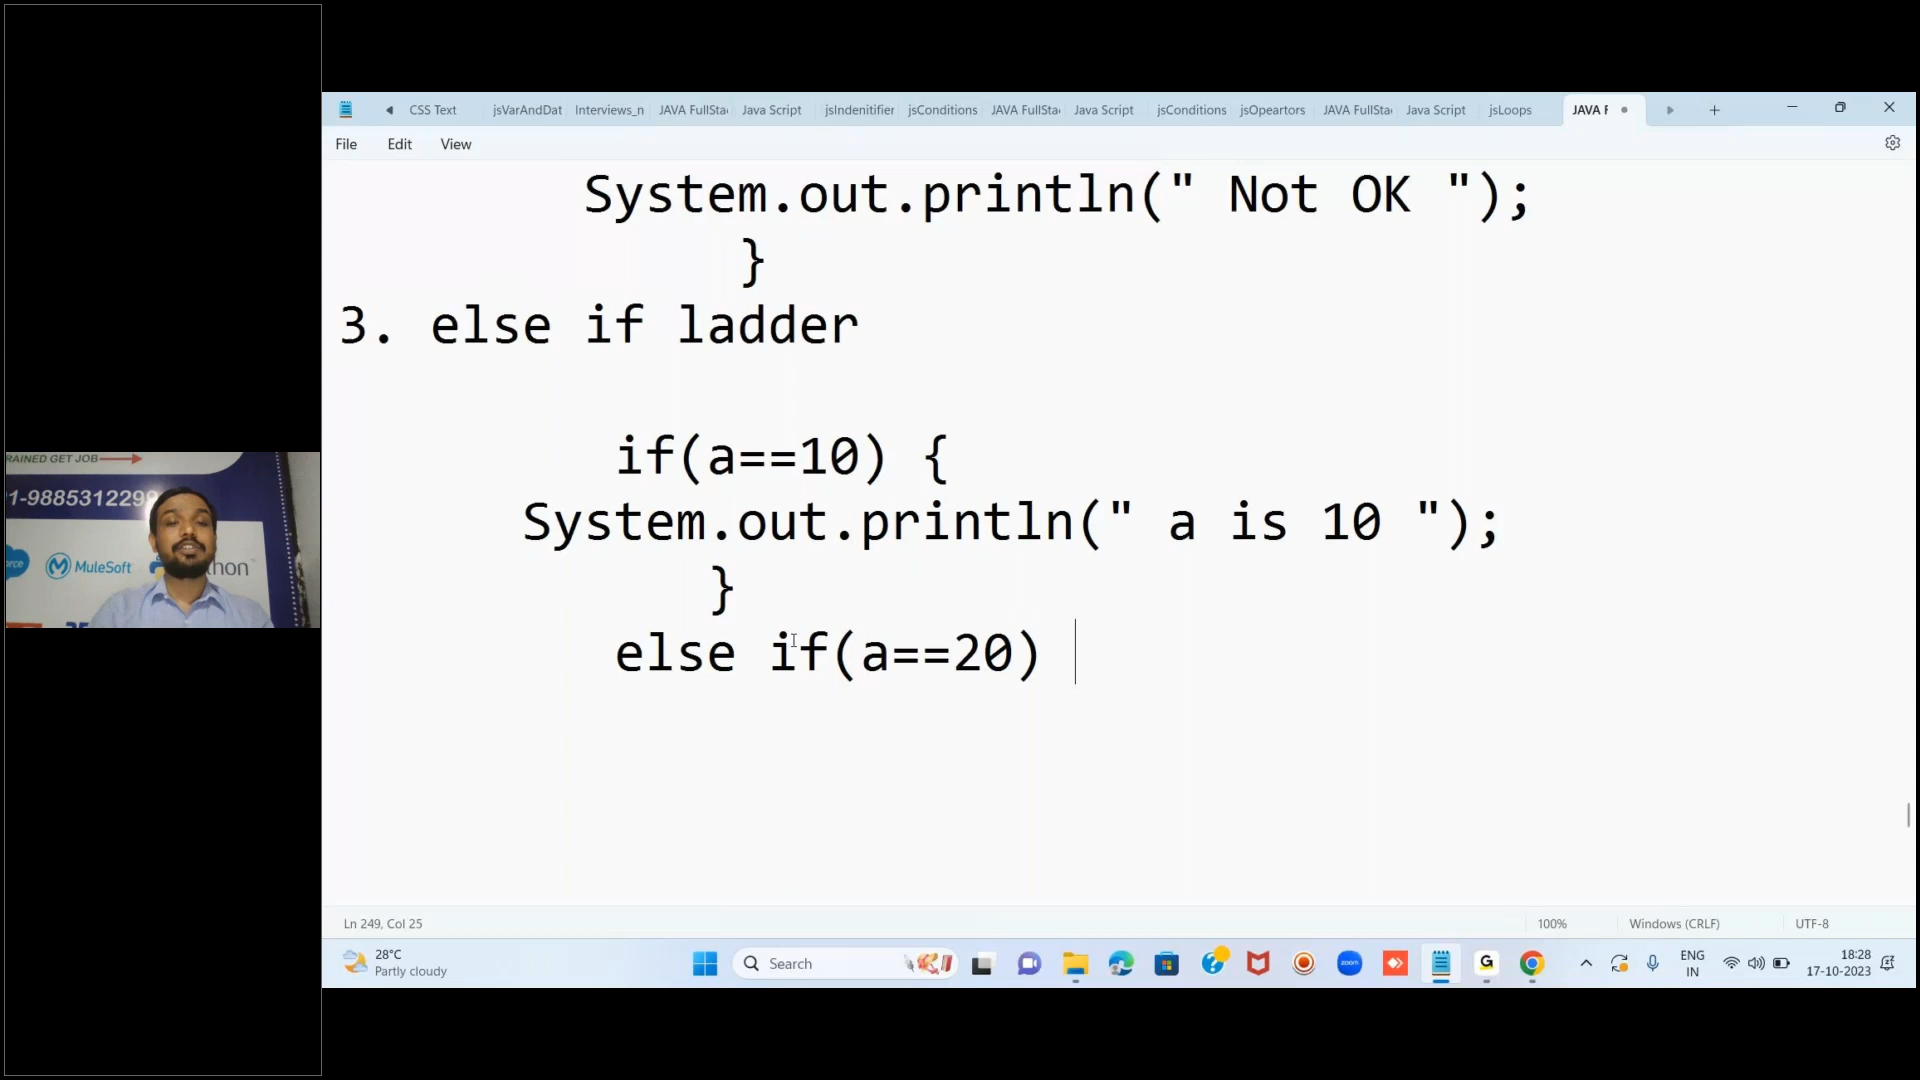 CSS Text jsVarAndDat Interviews_n JAVA FullSta Java Script jsIndenitifier jsConditions JAVA FullSta Java Script jsConditions jsOpeartors JAVA FullSta Java Script jsLoops JAVA F
File Edit View
System.out.println(" Not OK ");
}
3. else if ladder
if(a==10) {
System.out.println(" a is 10 ");
}
else if(a==20)
RAINED GET JOB
1-9885312299
MuleSoft
hon
Ln 249, Col 25 100% Windows (CRLF) UTF-8
28°C
Partly cloudy
Search
zoom
ENG
IN
18:28
17-10-2023